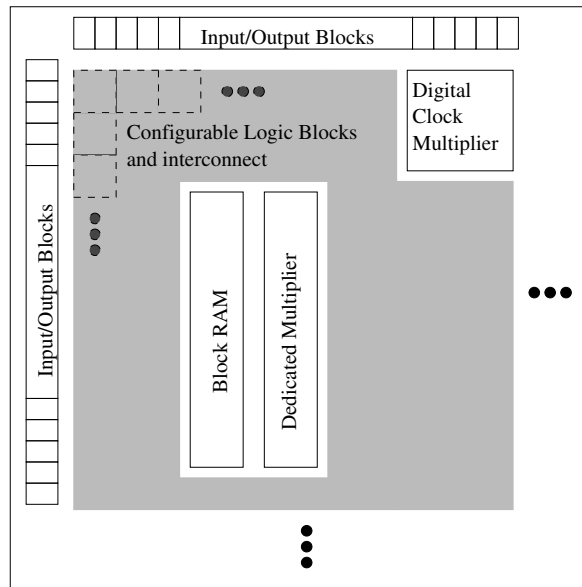 Input/Output Blocks
Digital
Clock
Multiplier
Configurable Logic Blocks
and interconnect
Input/Output Blocks
Block RAM
Dedicated Multiplier